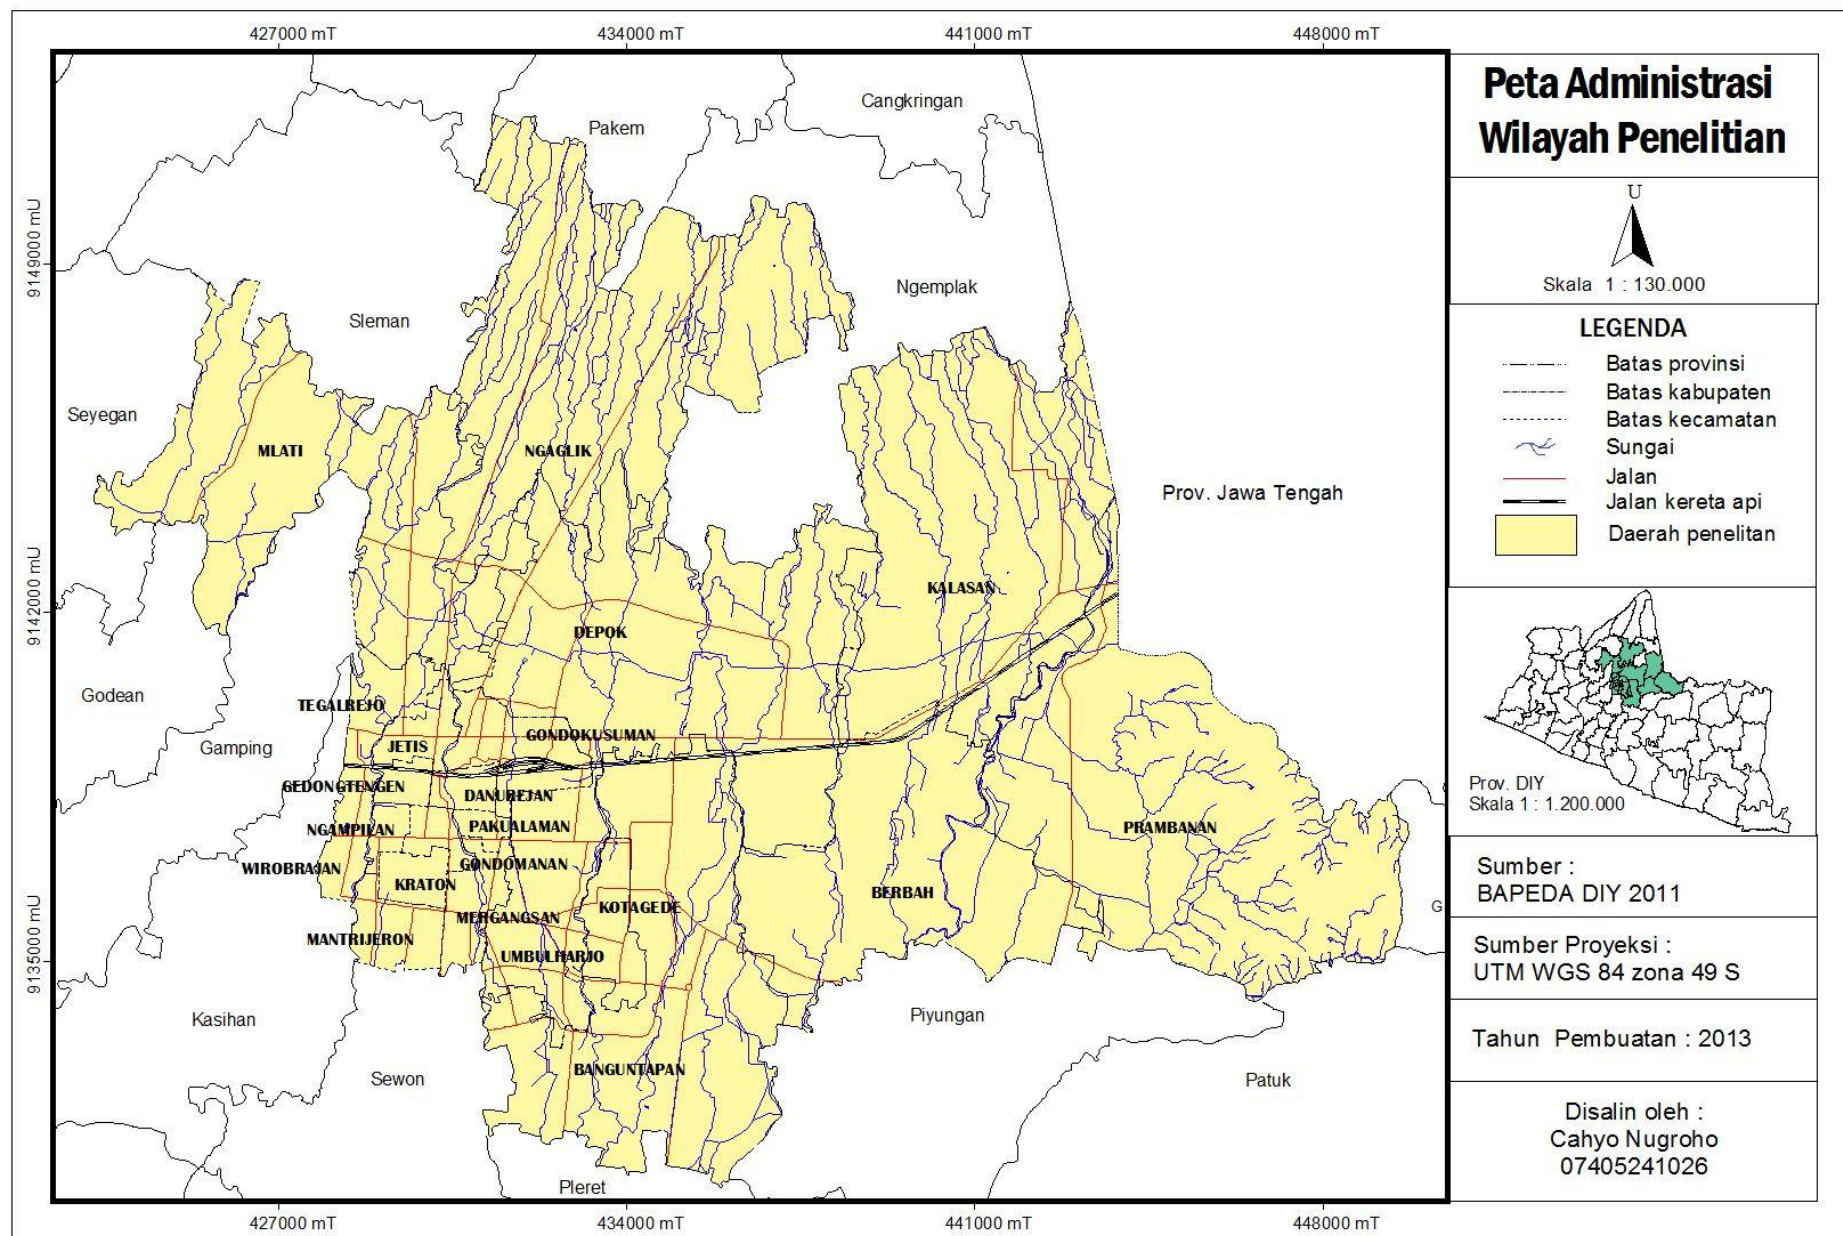 427000 mT
434000 mT
441000 mT
448000 mT
9149000 mU
9142000 mU
9135000 mU
Cangkringan
Pakem
Ngemplak
Sleman
Seyegan
MLATI
NGAGLIK
Prov. Jawa Tengah
KALASAN
DEPOK
Godean
TEGALREJO
Gamping
JETIS
GONDOKUSUMAN
GEDONGTENGEN
DANUREJAN
NGAMPILAN
PAKUALAMAN
PRAMBANAN
WIROBRAJAN
GONDOMANAN
KRATON
BERBAH
KOTAGEDE
G
MERGANGSAN
MANTRIJERON
UMBULHARJO
Kasihan
Piyungan
Sewon
BANGUNTAPAN
Patuk
Pleret
427000 mT
434000 mT
441000 mT
448000 mT
Peta Administrasi
Wilayah Penelitian
U
Skala 1 : 130.000
LEGENDA
Batas provinsi
Batas kabupaten
Batas kecamatan
Sungai
Jalan
Jalan kereta api
Daerah penelitan
Prov. DIY
Skala 1 : 1.200.000
Sumber :
BAPEDA DIY 2011
Sumber Proyeksi :
UTM WGS 84 zona 49 S
Tahun Pembuatan : 2013
Disalin oleh :
Cahyo Nugroho
07405241026